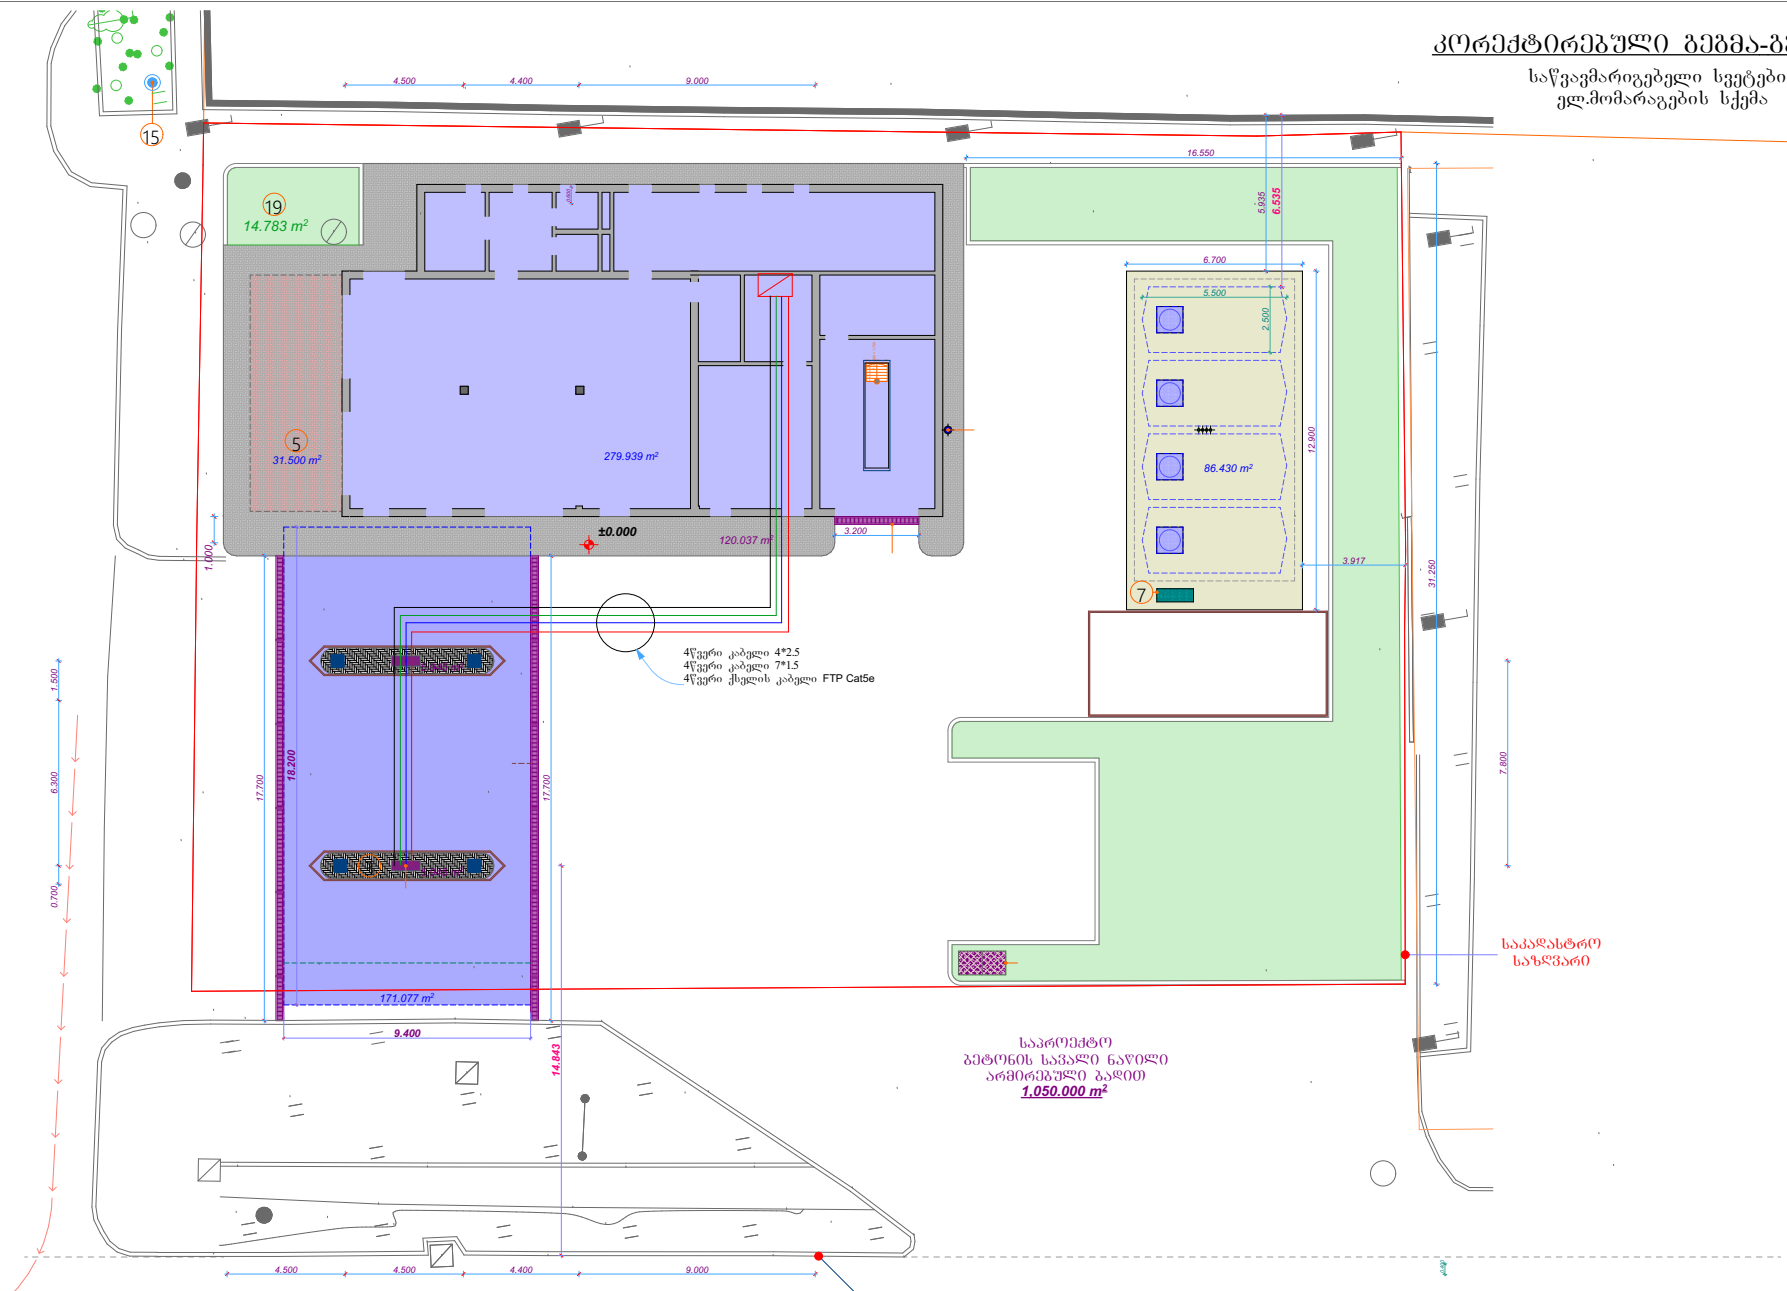 კორექტირებული გეგმა-გ
საწვავმარიგებელი სვეტები
ელ.მომარაგების სქემა
4.500
4.400
9.000
15
16.550
19
14.783 m²
5.935
6.535
6.700
5.500
2.500
5
31.500 m²
279.939 m²
12.900
86.430 m²
±0.000
120.037 m²
3.200
1.000
3.917
31.250
7
4წვერი კაბელი 4*2.5
4წვერი კაბელი 7*1.5
4წვერი ქსელის კაბელი FTP Cat5e
1.500
6.300
0.700
17.700
18.200
17.700
7.800
საკადასტრო
საზღვარი
171.077 m²
9.400
14.843
საპროექტო
ბეტონის სავალი ნაწილი
არმირებული ბადით
1,050.000 m²
4.500
4.500
4.400
9.000